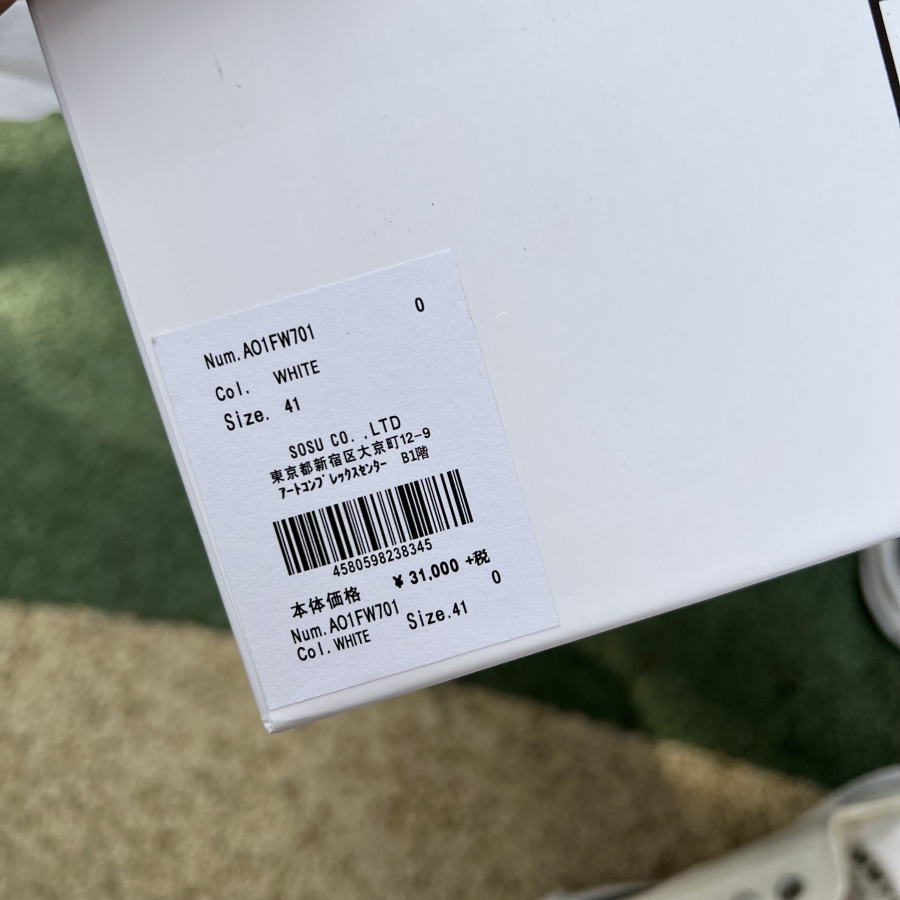 0
Num.A01FW701
Col. WHITE
Size. 41
SOSU CO. ,LTD
東京都新宿区大京町12-9
アートコンプレックスセンター B1階
4580598238345
本体価格 ¥ 31,000 +税
0
Num.A01FW701 Size.41
Col.WHITE